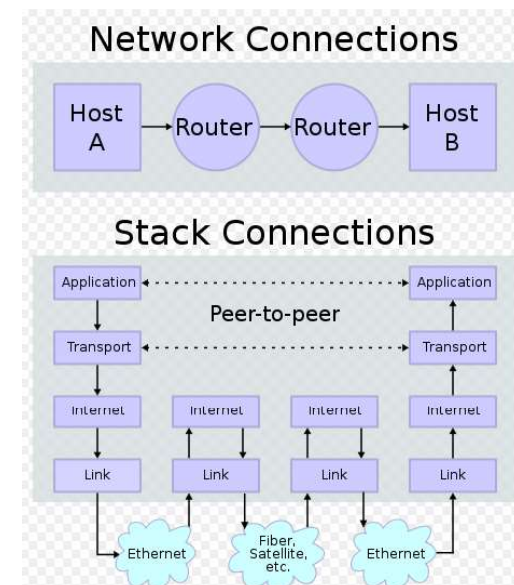 Network Connections
Host
A
Router
Router
Host
B
Stack Connections
Application
Application
Peer-to-peer
Transport
Transport
Internet
Internet
Internet
Internet
Link
Link
Link
Link
Ethernet
Fiber,
Satellite,
etc.
Ethernet